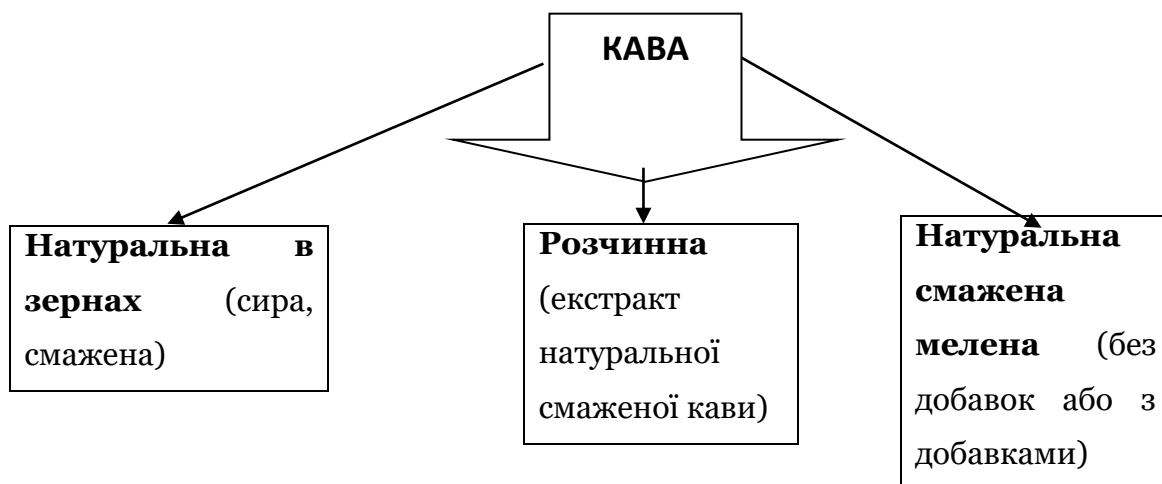 КАВА
Натуральна в
зернах (сира,
смажена)
Розчинна
(екстракт
натуральної
смаженої кави)
Натуральна
смажена
мелена (без
добавок або з
добавками)